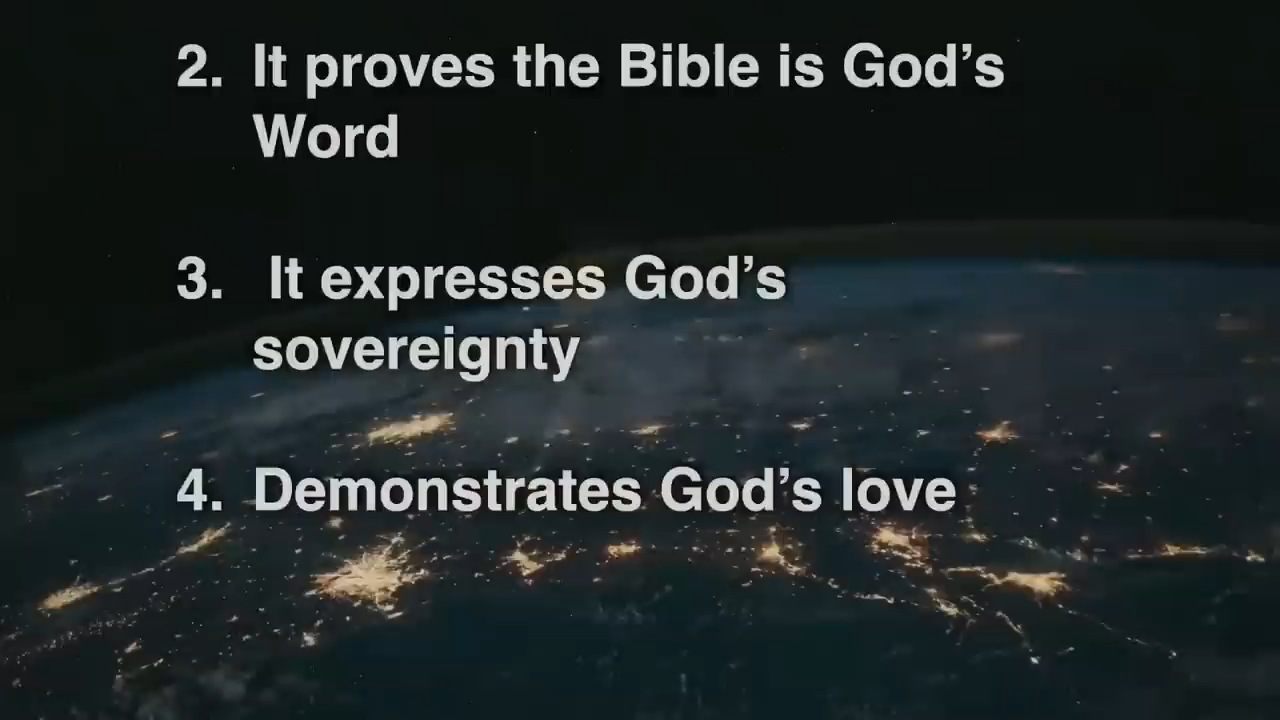 2. It proves the Bible is God’s
Word
3. It expresses God’s
sovereignty
4. Demonstrates God’s love